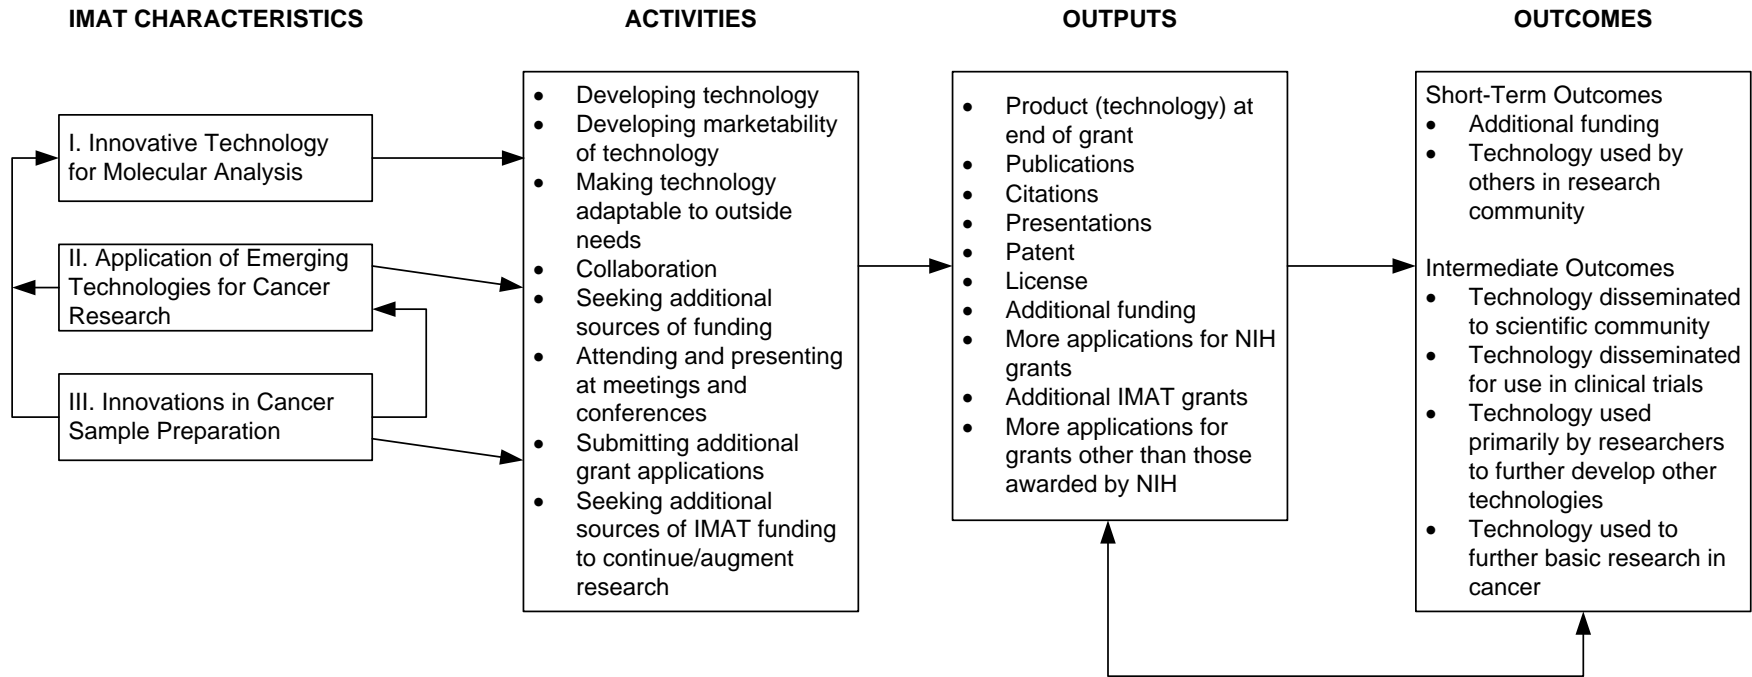 IMAT CHARACTERISTICS
ACTIVITIES
OUTPUTS
OUTCOMES
I. Innovative Technology
for Molecular Analysis
II. Application of Emerging
Technologies for Cancer
Research
III. Innovations in Cancer
Sample Preparation
• Developing technology
• Developing marketability
of technology
• Making technology
adaptable to outside
needs
• Collaboration
• Seeking additional
sources of funding
• Attending and presenting
at meetings and
conferences
• Submitting additional
grant applications
• Seeking additional
sources of IMAT funding
to continue/augment
research
• Product (technology) at
end of grant
• Publications
• Citations
• Presentations
• Patent
• License
• Additional funding
• More applications for NIH
grants
• Additional IMAT grants
• More applications for
grants other than those
awarded by NIH
Short-Term Outcomes
• Additional funding
• Technology used by
others in research
community
Intermediate Outcomes
• Technology disseminated
to scientific community
• Technology disseminated
for use in clinical trials
• Technology used
primarily by researchers
to further develop other
technologies
• Technology used to
further basic research in
cancer